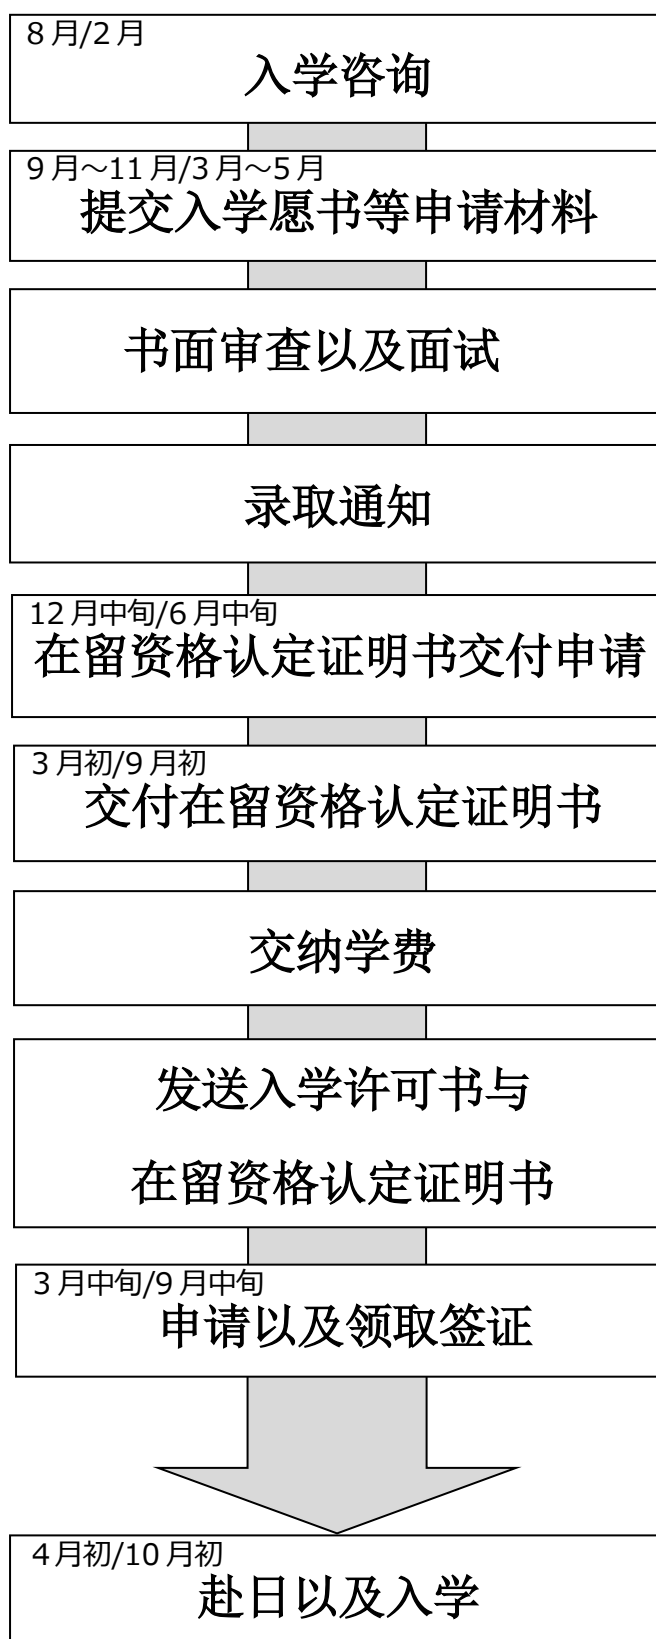 8月/2月
入学咨询
9月～11月/3月～5月
提交入学愿书等申请材料
书面审查以及面试
录取通知
12月中旬/6月中旬
在留资格认定证明书交付申请
3月初/9月初
交付在留资格认定证明书
交纳学费
发送入学许可书与
在留资格认定证明书
3月中旬/9月中旬
申请以及领取签证
4月初/10月初
赴日以及入学